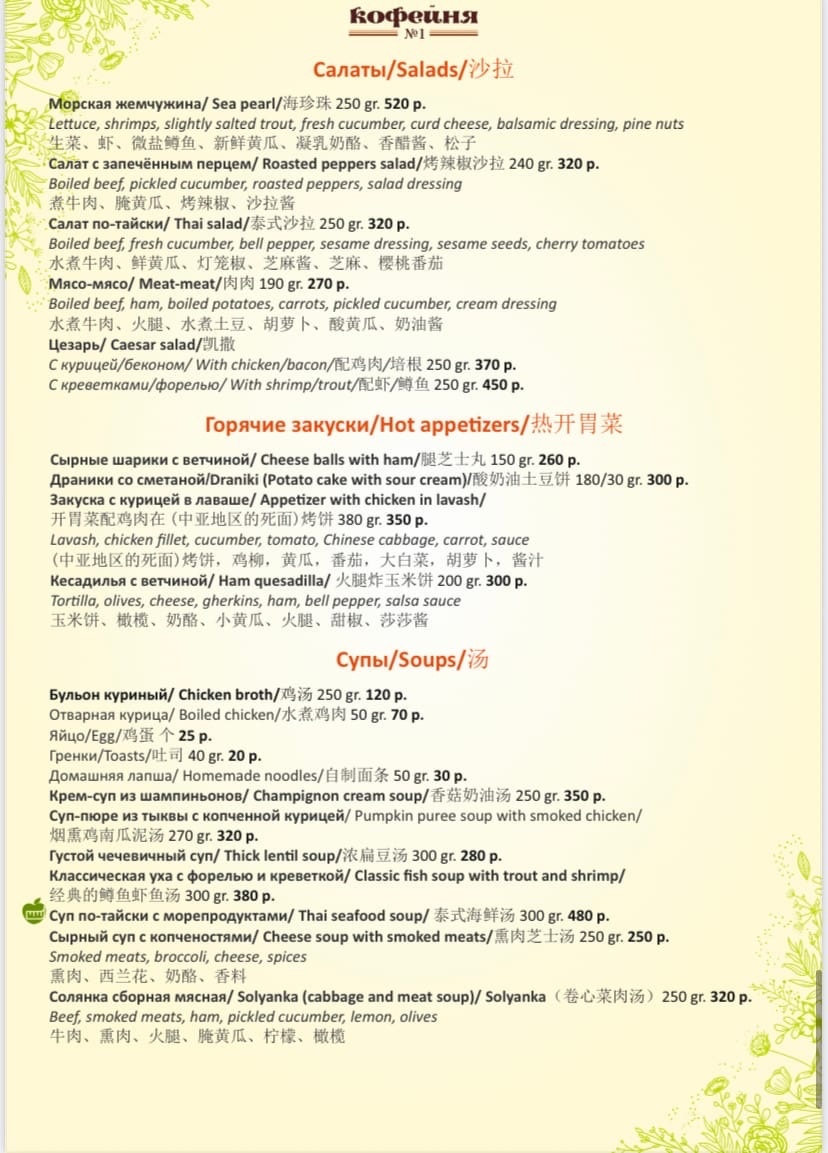 кофейня
№1
Салаты/Salads/沙拉
Морская жемчужина/ Sea pearl/海珍珠 250 gr. 520 р.
Lettuce, shrimps, slightly salted trout, fresh cucumber, curd cheese, balsamic dressing, pine nuts
生菜、虾、微盐鳟鱼、新鲜黄瓜、凝乳奶酪、香醋酱、松子
Салат с запечённым перцем/ Roasted peppers salad/烤辣椒沙拉 240 gr. 320 р.
Boiled beef, pickled cucumber, roasted peppers, salad dressing
煮牛肉、腌黄瓜、烤辣椒、沙拉酱
Салат по-тайски/ Thai salad/泰式沙拉 250 gr. 320 р.
Boiled beef, fresh cucumber, bell pepper, sesame dressing, sesame seeds, cherry tomatoes
水煮牛肉、鲜黄瓜、灯笼椒、芝麻酱、芝麻、樱桃番茄
Мясо-мясо/ Meat-meat/肉肉 190 gr. 270 р.
Boiled beef, ham, boiled potatoes, carrots, pickled cucumber, cream dressing
水煮牛肉、火腿、水煮土豆、胡萝卜、酸黄瓜、奶油酱
Цезарь/ Caesar salad/凯撒
С курицей/беконом/ With chicken/bacon/配鸡肉/培根 250 gr. 370 р.
С креветками/форелью/ With shrimp/trout/配虾/鳟鱼 250 gr. 450 р.
Горячие закуски/Hot appetizers/热开胃菜
Сырные шарики с ветчиной/ Cheese balls with ham/腿芝士丸 150 gr. 260 р.
Драники со сметаной/Draniki (Potato cake with sour cream)/酸奶油土豆饼 180/30 gr. 300 р.
Закуска с курицей в лаваше/ Appetizer with chicken in lavash/
开胃菜配鸡肉在 (中亚地区的死面)烤饼 380 gr. 350 р.
Lavash, chicken fillet, cucumber, tomato, Chinese cabbage, carrot, sauce
(中亚地区的死面)烤饼，鸡柳，黄瓜，番茄，大白菜，胡萝卜，酱汁
Кесадилья с ветчиной/ Ham quesadilla/ 火腿炸玉米饼 200 gr. 300 р.
Tortilla, olives, cheese, gherkins, ham, bell pepper, salsa sauce
玉米饼、橄榄、奶酪、小黄瓜、火腿、甜椒、莎莎酱
Супы/Soups/汤
Бульон куриный/ Chicken broth/鸡汤 250 gr. 120 р.
Отварная курица/ Boiled chicken/水煮鸡肉 50 gr. 70 р.
Яйцо/Egg/鸡蛋 个 25 р.
Гренки/Toasts/吐司 40 gr. 20 р.
Домашняя лапша/ Homemade noodles/自制面条 50 gr. 30 р.
Крем-суп из шампиньонов/ Champignon cream soup/香菇奶油汤 250 gr. 350 р.
Суп-пюре из тыквы с копченной курицей/ Pumpkin puree soup with smoked chicken/
烟熏鸡南瓜泥汤 270 gr. 320 р.
Густой чечевичный суп/ Thick lentil soup/浓扁豆汤 300 gr. 280 р.
Классическая уха с форелью и креветкой/ Classic fish soup with trout and shrimp/
经典的鳟鱼虾鱼汤 300 gr. 380 р.
Суп по-тайски с морепродуктами/ Thai seafood soup/ 泰式海鲜汤 300 gr. 480 р.
Сырный суп с копченостями/ Cheese soup with smoked meats/熏肉芝士汤 250 gr. 250 р.
Smoked meats, broccoli, cheese, spices
熏肉、西兰花、奶酪、香料
Солянка сборная мясная/ Solyanka (cabbage and meat soup)/ Solyanka（卷心菜肉汤）250 gr. 320 р.
Beef, smoked meats, ham, pickled cucumber, lemon, olives
牛肉、熏肉、火腿、腌黄瓜、柠檬、橄榄